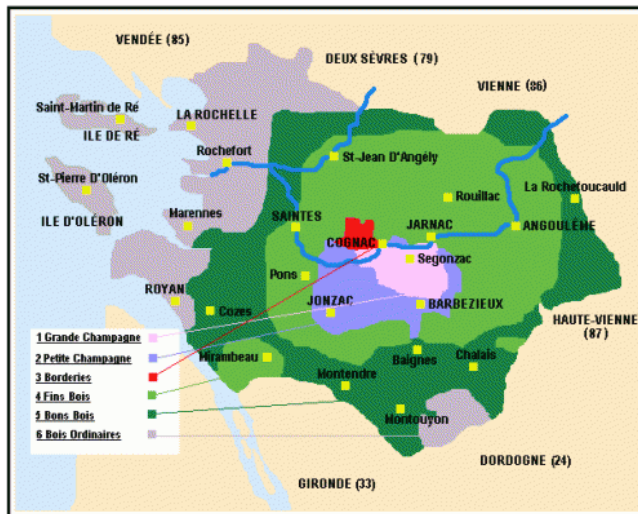 VENDÉE (85)
DEUX SÈVRES (79)
VIENNE (86)
Saint-Martin de Ré
LA ROCHELLE
ILE DE RÉ
Rochefort
St-Jean D'Angély
St-Pierre D'Oléron
Rouillac
La Rochefoucauld
ILE D'OLÉRON
Marennes
SAINTES
JARNAC
ANGOULÊME
COGNAC
Segonzac
Pons
ROYAN
JONZAC
BARBEZIEUX
Cozes
HAUTE-VIENNE
(87)
1 Grande Champagne
2 Petite Champagne
3 Borderies
4 Fins Bois
5 Bons Bois
6 Bois Ordinaires
Mirambeau
Baignes
Chalais
Montendre
Montouyon
DORDOGNE (24)
GIRONDE (33)